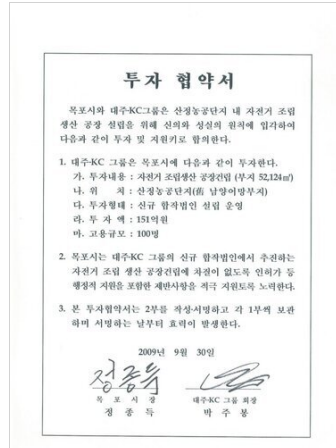 투자 협약서
목포시와 대주·KC그룹은 산정농공단지 내 자전거 조립
생산 공장 설립을 위해 신의와 성실의 원칙에 입각하여
다음과 같이 투자 및 지원키로 합의한다.
1. 대주·KC 그룹은 목포시에 다음과 같이 투자한다.
가. 투자내용 : 자전거 조립생산 공장건립 (부지 52,124㎡)
나. 위 치 : 산정농공단지(舊 남양어망부지)
다. 투자형태 : 신규 합작법인 설립 운영
라. 투 자 액 : 151억원
마. 고용규모 : 100명
2. 목포시는 대주·KC 그룹의 신규 합작법인에서 추진하는
자전거 조립 생산 공장건립에 차질이 없도록 인허가 등
행정적 지원을 포함한 제반사항을 적극 지원토록 노력한다.
3. 본 투자협약서는 2부를 작성·서명하고 각 1부씩 보관
하며 서명하는 날부터 효력이 발생한다.
2009년 9월 30일
정종득
목 포 시 장 대주·KC 그룹 회장
정 종 득 박 주 봉